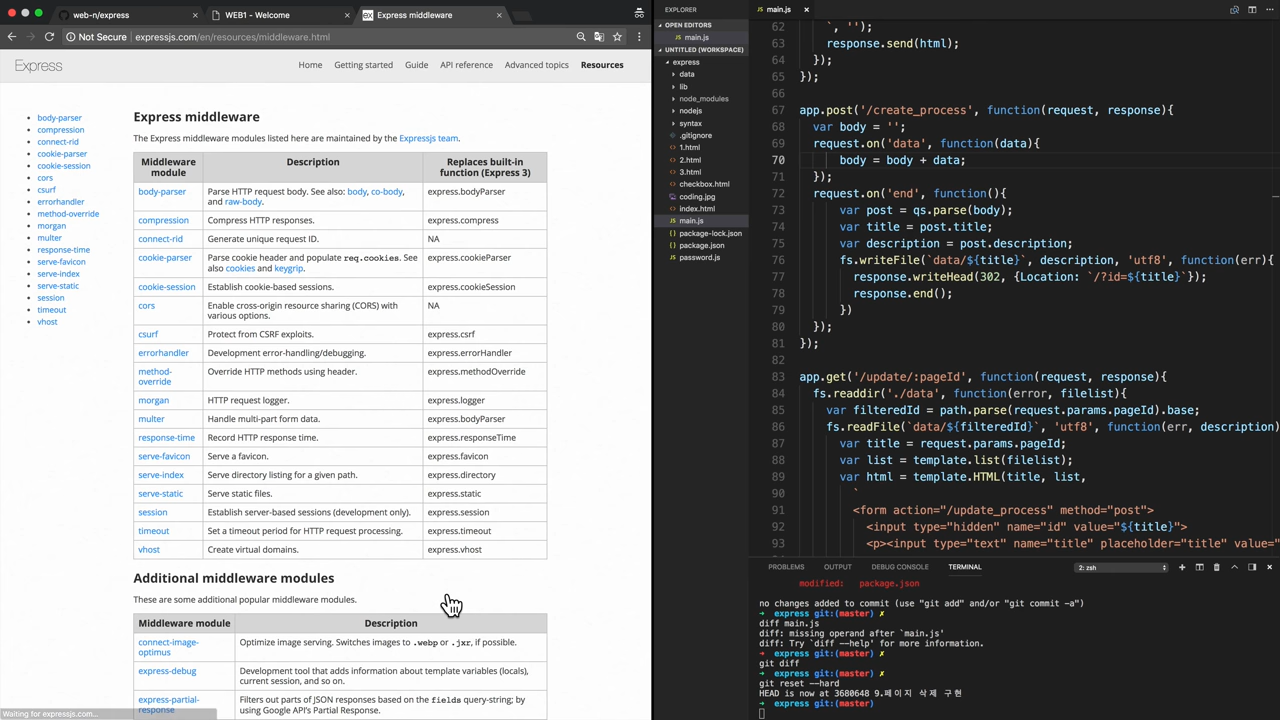 web-n/express
WEB1 - Welcome
Express middleware
Not Secure expressjs.com/en/resources/middleware.html
Express
Home Getting started Guide API reference Advanced topics Resources
body-parser
compression
connect-rid
cookie-parser
cookie-session
cors
csurf
errorhandler
method-override
morgan
multer
response-time
serve-favicon
serve-index
serve-static
session
timeout
vhost
Express middleware
The Express middleware modules listed here are maintained by the Expressjs team.
Middleware module Description Replaces built-in function (Express 3)
body-parser Parse HTTP request body. See also: body, co-body, and raw-body. express.bodyParser
compression Compress HTTP responses. express.compress
connect-rid Generate unique request ID. NA
cookie-parser Parse cookie header and populate req.cookies. See also cookies and keygrip. express.cookieParser
cookie-session Establish cookie-based sessions. express.cookieSession
cors Enable cross-origin resource sharing (CORS) with various options. NA
csurf Protect from CSRF exploits. express.csrf
errorhandler Development error-handling/debugging. express.errorHandler
method-override Override HTTP methods using header. express.methodOverride
morgan HTTP request logger. express.logger
multer Handle multi-part form data. express.bodyParser
response-time Record HTTP response time. express.responseTime
serve-favicon Serve a favicon. express.favicon
serve-index Serve directory listing for a given path. express.directory
serve-static Serve static files. express.static
session Establish server-based sessions (development only). express.session
timeout Set a timeout period for HTTP request processing. express.timeout
vhost Create virtual domains. express.vhost
Additional middleware modules
These are some additional popular middleware modules.
Middleware module Description
connect-image-optimus Optimize image serving. Switches images to .webp or .jxr, if possible.
express-debug Development tool that adds information about template variables (locals), current session, and so on.
express-partial-response Filters out parts of JSON responses based on the fields query-string; by using Google API's Partial Response.
Waiting for expressjs.com...
EXPLORER
OPEN EDITORS
main.js
UNTITLED (WORKSPACE)
express
data
lib
node_modules
nodejs
syntax
.gitignore
1.html
2.html
3.html
checkbox.html
coding.jpg
index.html
main.js
package-lock.json
package.json
password.js
main.js
62 `, '');
63 response.send(html);
64 });
65 });
66
67 app.post('/create_process', function(request, response){
68 var body = '';
69 request.on('data', function(data){
70 body = body + data;
71 });
72 request.on('end', function(){
73 var post = qs.parse(body);
74 var title = post.title;
75 var description = post.description;
76 fs.writeFile(`data/${title}`, description, 'utf8', function(err){
77 response.writeHead(302, {Location: `/?id=${title}`});
78 response.end();
79 })
80 });
81 });
82
83 app.get('/update/:pageId', function(request, response){
84 fs.readdir('./data', function(error, filelist){
85 var filteredId = path.parse(request.params.pageId).base;
86 fs.readFile(`data/${filteredId}`, 'utf8', function(err, description)
87 var title = request.params.pageId;
88 var list = template.list(filelist);
89 var html = template.HTML(title, list,
90 `
91 <form action="/update_process" method="post">
92 <input type="hidden" name="id" value="${title}">
93 <p><input type="text" name="title" placeholder="title" value="
PROBLEMS OUTPUT DEBUG CONSOLE TERMINAL 2: zsh
modified: package.json
no changes added to commit (use "git add" and/or "git commit -a")
➜ express git:(master) ✗
diff main.js
diff: missing operand after `main.js'
diff: Try `diff --help' for more information.
➜ express git:(master) ✗
git diff
➜ express git:(master) ✗
git reset --hard
HEAD is now at 3680648 9.페이지 삭제 구현
➜ express git:(master)